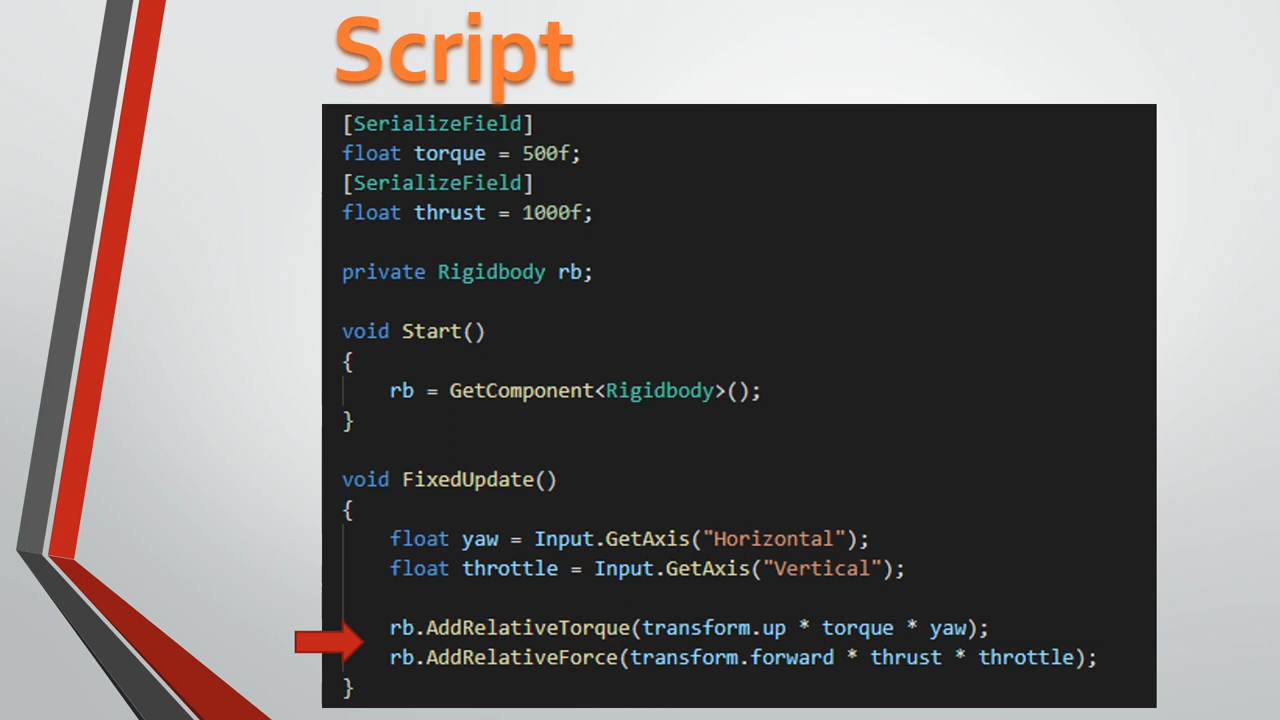 Script
[SerializeField]
float torque = 500f;
[SerializeField]
float thrust = 1000f;
private Rigidbody rb;
void Start()
{
rb = GetComponent<Rigidbody>();
}
void FixedUpdate()
{
float yaw = Input.GetAxis("Horizontal");
float throttle = Input.GetAxis("Vertical");
rb.AddRelativeTorque(transform.up * torque * yaw);
rb.AddRelativeForce(transform.forward * thrust * throttle);
}